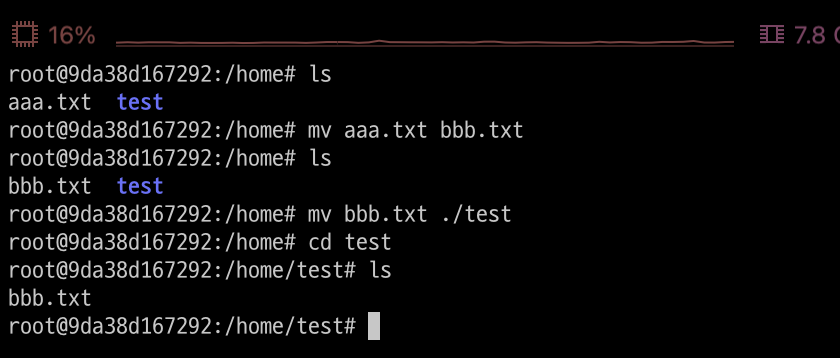 16% 7.8
root@9da38d167292:/home# ls
aaa.txt  test
root@9da38d167292:/home# mv aaa.txt bbb.txt
root@9da38d167292:/home# ls
bbb.txt  test
root@9da38d167292:/home# mv bbb.txt ./test
root@9da38d167292:/home# cd test
root@9da38d167292:/home/test# ls
bbb.txt
root@9da38d167292:/home/test#